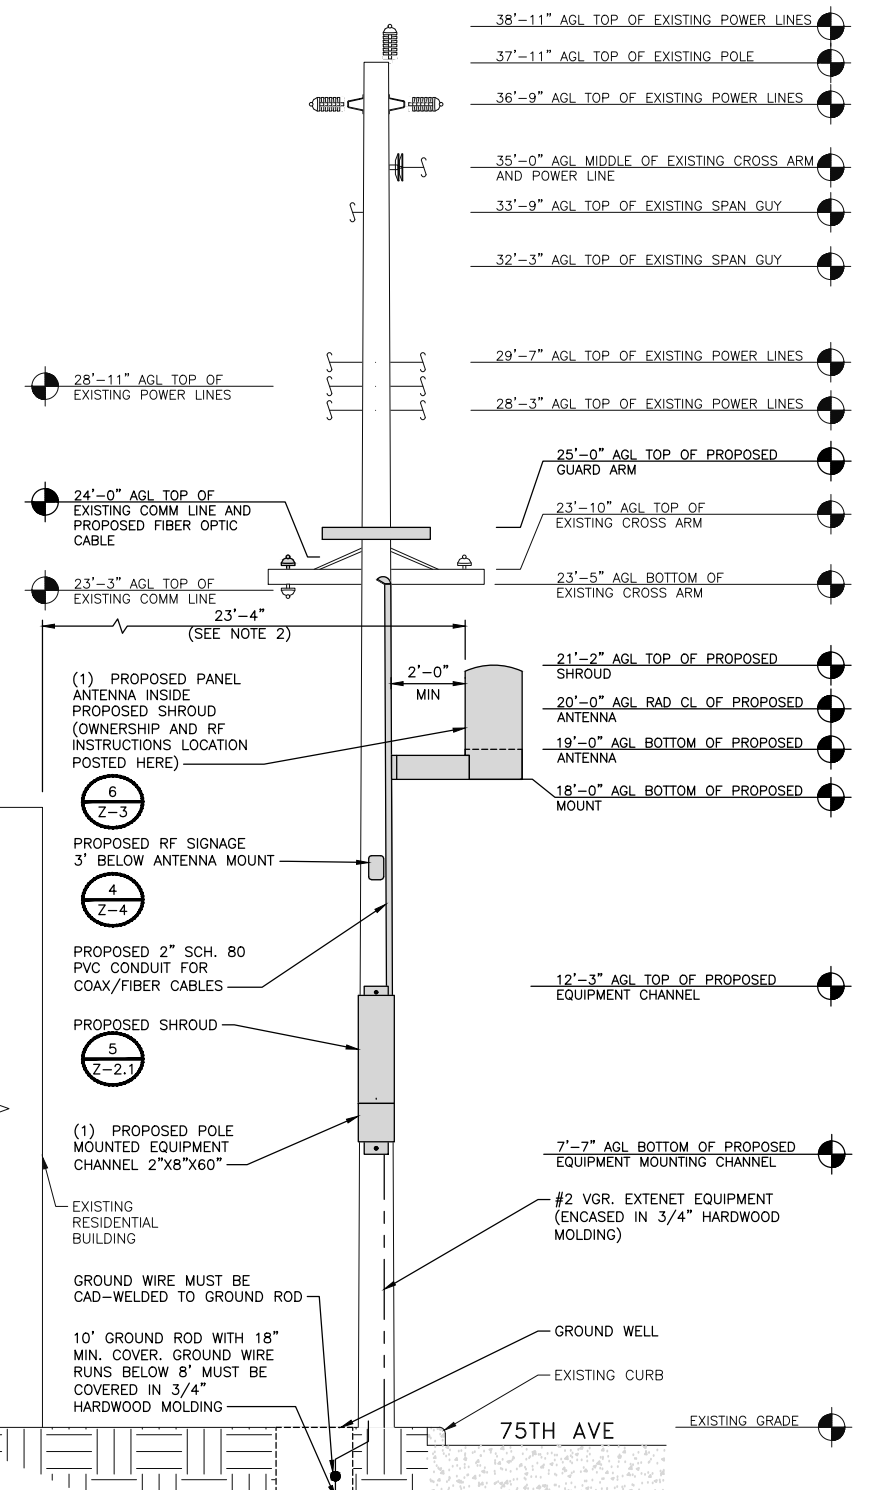 38'-11" AGL TOP OF EXISTING POWER LINES
37'-11" AGL TOP OF EXISTING POLE
36'-9" AGL TOP OF EXISTING POWER LINES
35'-0" AGL MIDDLE OF EXISTING CROSS ARM
AND POWER LINE
33'-9" AGL TOP OF EXISTING SPAN GUY
32'-3" AGL TOP OF EXISTING SPAN GUY
29'-7" AGL TOP OF EXISTING POWER LINES
28'-11" AGL TOP OF
EXISTING POWER LINES
28'-3" AGL TOP OF EXISTING POWER LINES
25'-0" AGL TOP OF PROPOSED
GUARD ARM
24'-0" AGL TOP OF
EXISTING COMM LINE AND
PROPOSED FIBER OPTIC
CABLE
23'-10" AGL TOP OF
EXISTING CROSS ARM
23'-3" AGL TOP OF
EXISTING COMM LINE
23'-5" AGL BOTTOM OF
EXISTING CROSS ARM
23'-4"
(SEE NOTE 2)
(1) PROPOSED PANEL
ANTENNA INSIDE
PROPOSED SHROUD
(OWNERSHIP AND RF
INSTRUCTIONS LOCATION
POSTED HERE)
2'-0"
MIN
21'-2" AGL TOP OF PROPOSED
SHROUD
20'-0" AGL RAD CL OF PROPOSED
ANTENNA
19'-0" AGL BOTTOM OF PROPOSED
ANTENNA
18'-0" AGL BOTTOM OF PROPOSED
MOUNT
6
Z-3
PROPOSED RF SIGNAGE
3' BELOW ANTENNA MOUNT
4
Z-4
PROPOSED 2" SCH. 80
PVC CONDUIT FOR
COAX/FIBER CABLES
12'-3" AGL TOP OF PROPOSED
EQUIPMENT CHANNEL
PROPOSED SHROUD
5
Z-2.1
(1) PROPOSED POLE
MOUNTED EQUIPMENT
CHANNEL 2"X8"X60"
7'-7" AGL BOTTOM OF PROPOSED
EQUIPMENT MOUNTING CHANNEL
EXISTING
RESIDENTIAL
BUILDING
#2 VGR. EXTENET EQUIPMENT
(ENCASED IN 3/4" HARDWOOD
MOLDING)
GROUND WIRE MUST BE
CAD-WELDED TO GROUND ROD
10' GROUND ROD WITH 18"
MIN. COVER. GROUND WIRE
RUNS BELOW 8' MUST BE
COVERED IN 3/4"
HARDWOOD MOLDING
GROUND WELL
EXISTING CURB
75TH AVE
EXISTING GRADE